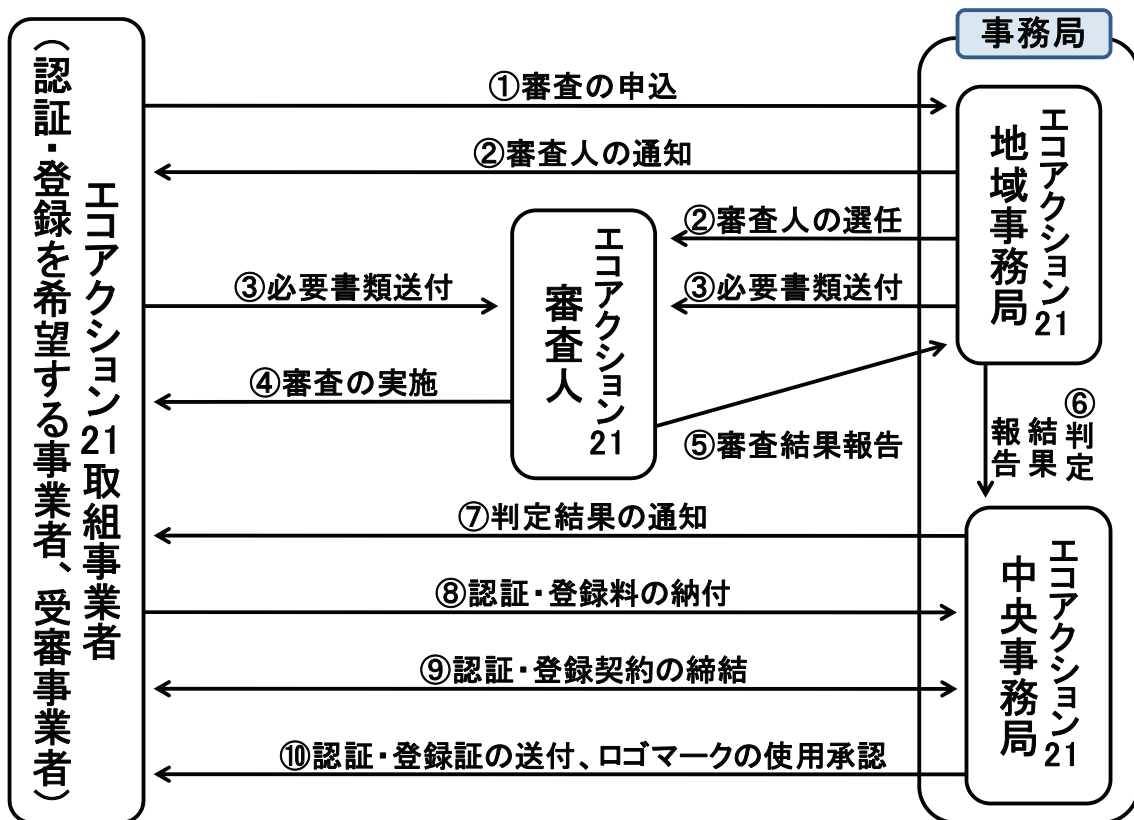 エコアクション21取組事業者
（認証・登録を希望する事業者、受審事業者）
事務局
①審査の申込
②審査人の通知
②審査人の選任
③必要書類送付
③必要書類送付
④審査の実施
⑤審査結果報告
エコアクション21
審査人
エコアクション21
地域事務局
⑥判定
結果
報告
⑦判定結果の通知
⑧認証・登録料の納付
⑨認証・登録契約の締結
⑩認証・登録証の送付、ロゴマークの使用承認
エコアクション21
中央事務局